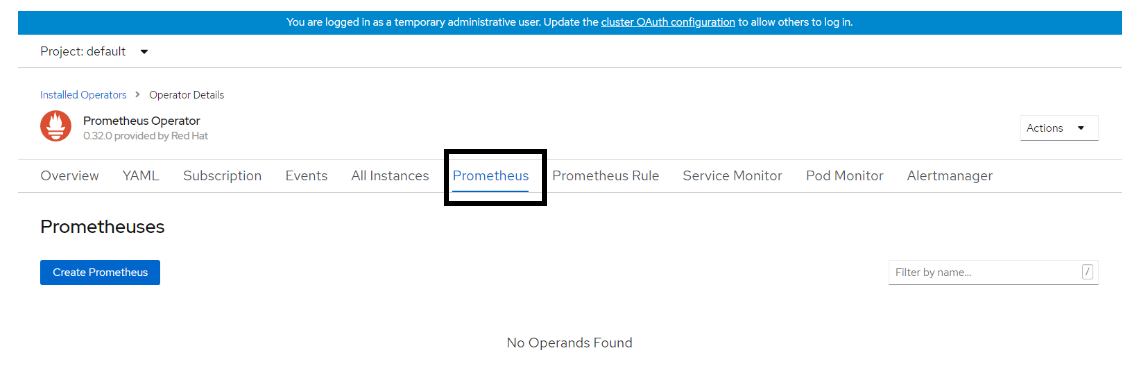 You are logged in as a temporary administrative user. Update the cluster OAuth configuration to allow others to log in.
Project: default
Installed Operators > Operator Details
Prometheus Operator
0.32.0 provided by Red Hat
Actions
Overview YAML Subscription Events All Instances Prometheus Prometheus Rule Service Monitor Pod Monitor Alertmanager
Prometheuses
Create Prometheus
Filter by name...
/
No Operands Found